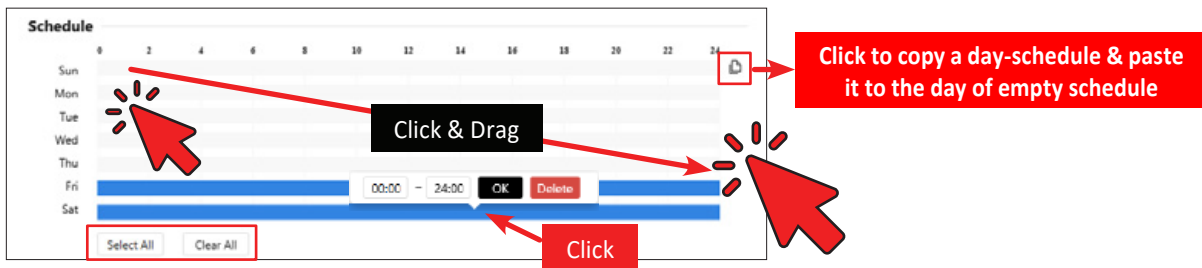 Schedule
0 2 4 6 8 10 12 14 16 18 20 22 24
Sun
Click to copy a day-schedule & paste
it to the day of empty schedule
Mon
Tue
Click & Drag
Wed
Thu
Fri
00:00 – 24:00 OK Delete
Sat
Select All Clear All
Click